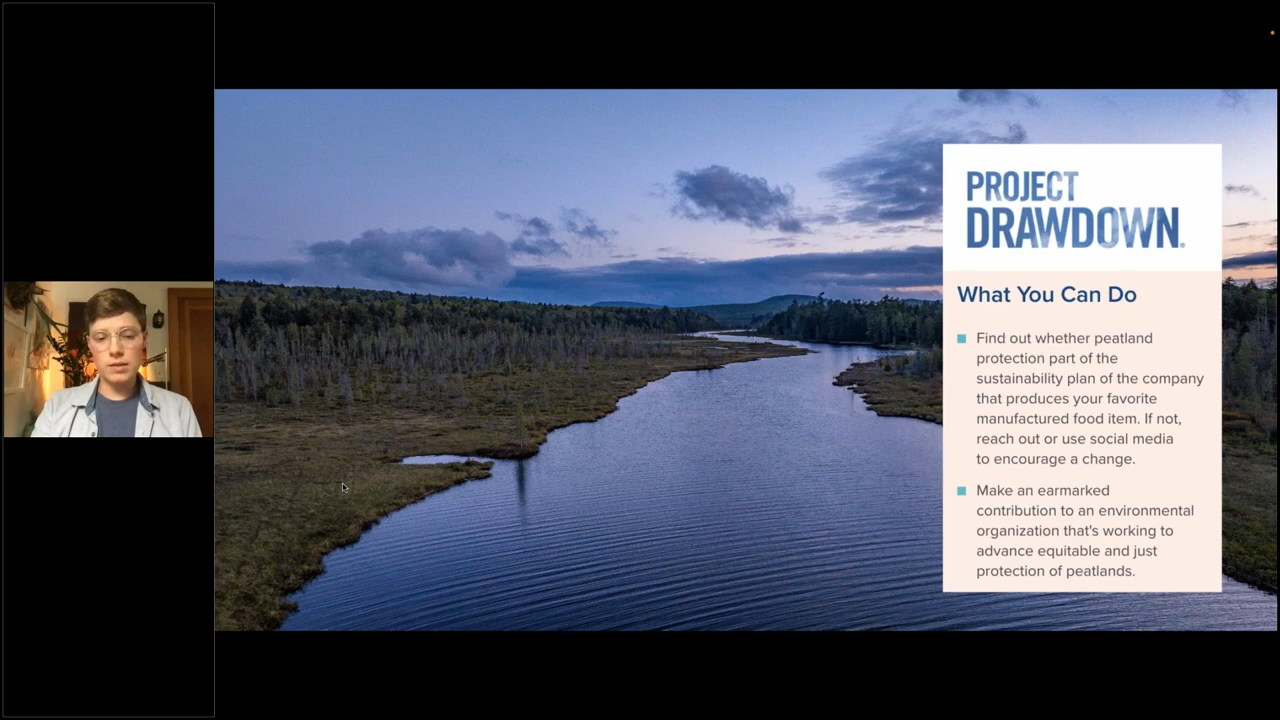 PROJECT
DRAWDOWN.
What You Can Do
Find out whether peatland
protection part of the
sustainability plan of the company
that produces your favorite
manufactured food item. If not,
reach out or use social media
to encourage a change.
Make an earmarked
contribution to an environmental
organization that's working to
advance equitable and just
protection of peatlands.